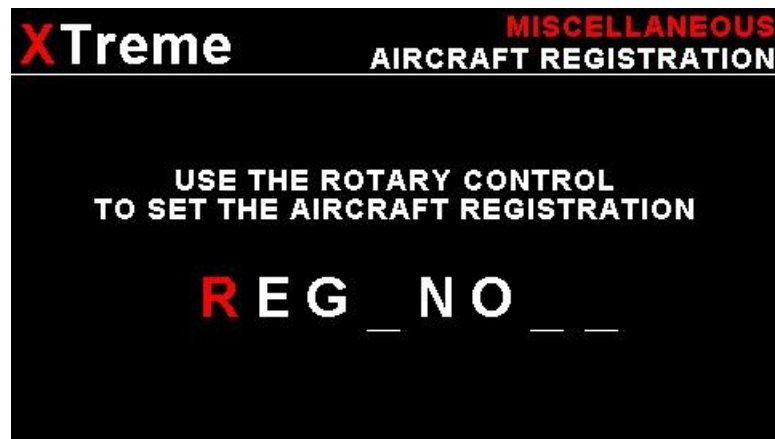 XTreme
MISCELLANEOUS
AIRCRAFT REGISTRATION
USE THE ROTARY CONTROL
TO SET THE AIRCRAFT REGISTRATION
REG_NO__